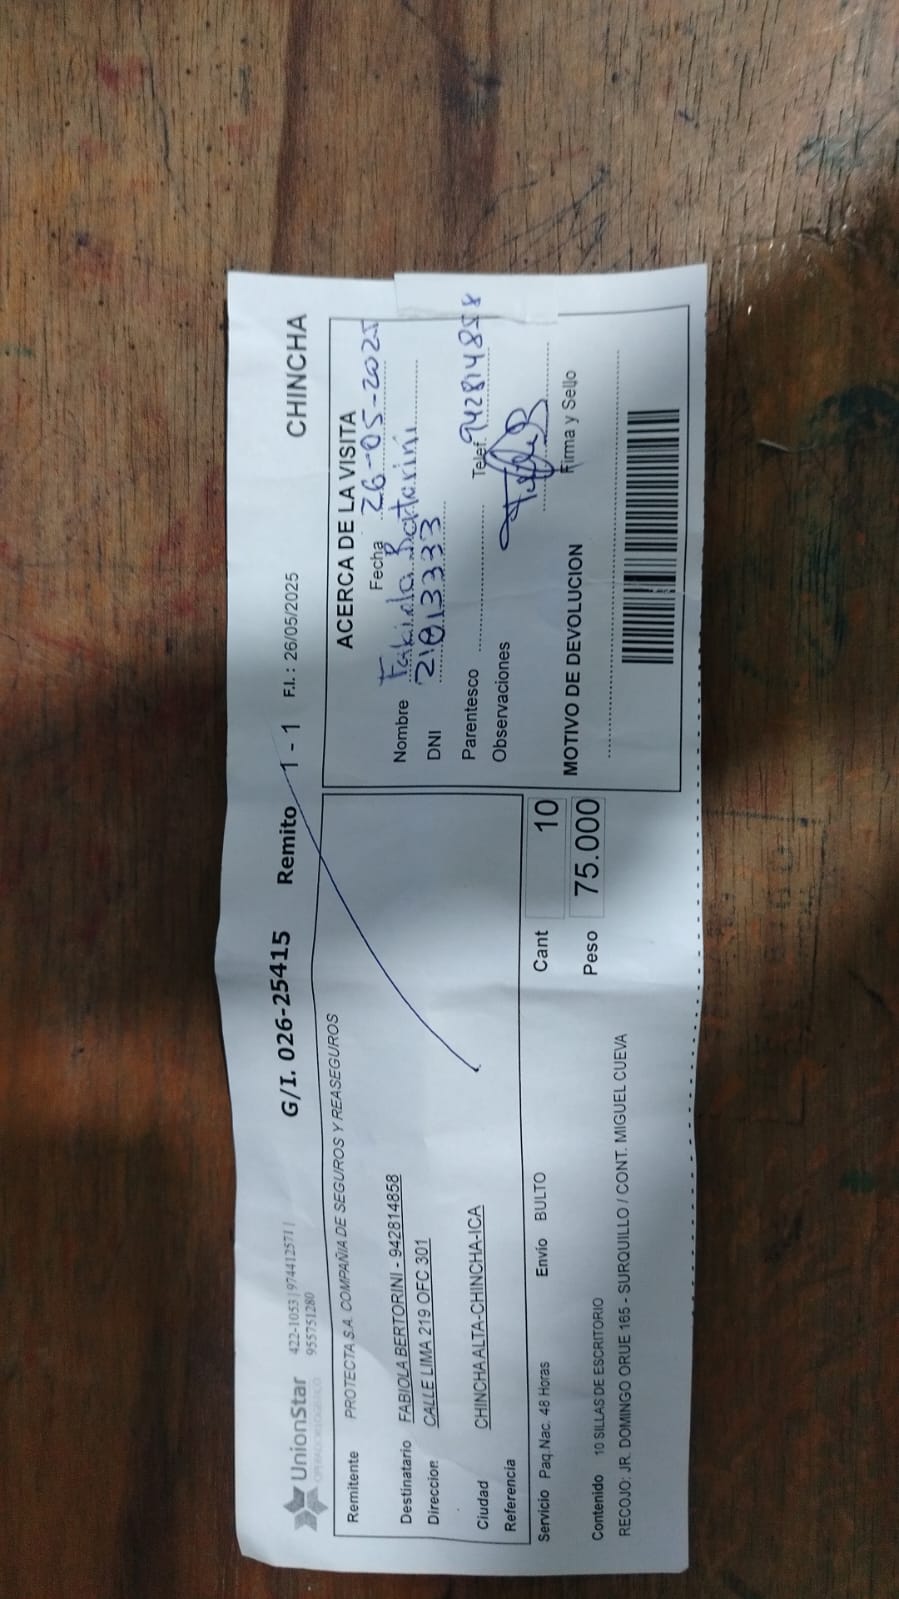 UnionStar
OPERADOR LOGISTICO
422-1053 | 974412571 |
955751280
G/I. 026-25415
Remito 1 - 1
F.I.: 26/05/2025
CHINCHA
Remitente PROTECTA S.A. COMPAÑIA DE SEGUROS Y REASEGUROS
Destinatario FABIOLA BERTORINI - 942814858
Direccion CALLE LIMA 219 OFC 301
Ciudad CHINCHA ALTA-CHINCHA-ICA
Referencia
Servicio Paq.Nac. 48 Horas Envío BULTO Cant 10
Peso 75.000
Contenido 10 SILLAS DE ESCRITORIO
RECOJO: JR. DOMINGO ORUE 165 - SURQUILLO / CONT. MIGUEL CUEVA
ACERCA DE LA VISITA
Fecha 26-05-2025
Nombre
DNI 21813333
Parentesco Telef. 942814858
Observaciones
Firma y Sello
MOTIVO DE DEVOLUCION